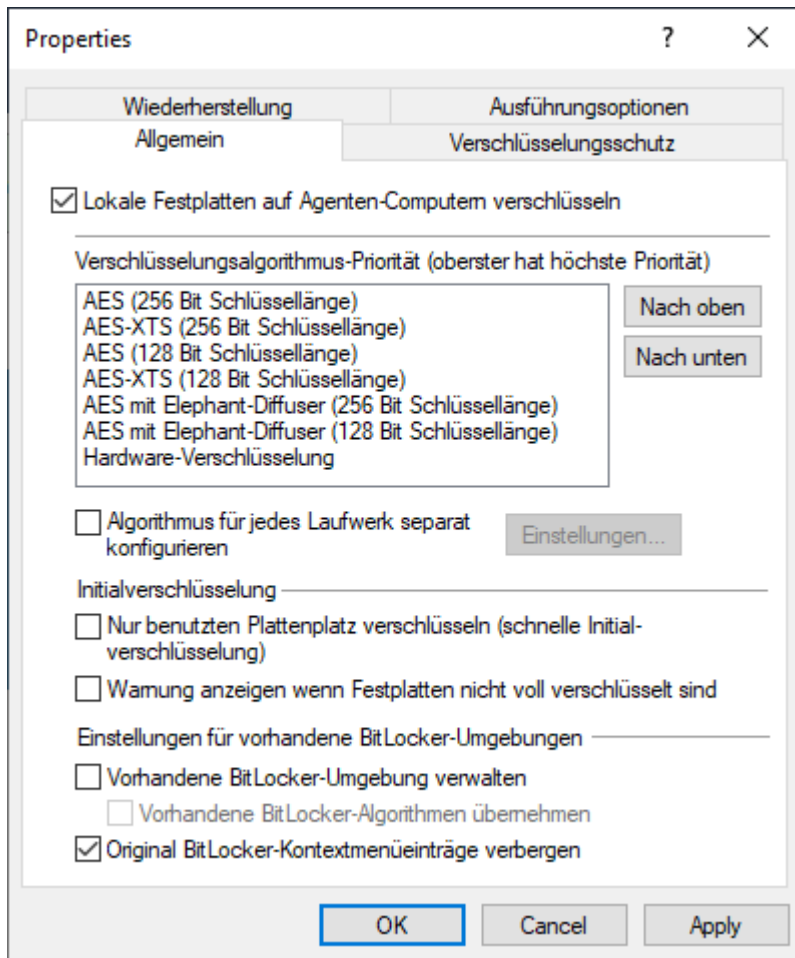 Properties
?
Wiederherstellung
Ausführungsoptionen
Allgemein
Verschlüsselungsschutz
Lokale Festplatten auf Agenten-Computern verschlüsseln
Verschlüsselungsalgorithmus-Priorität (oberster hat höchste Priorität)
AES (256 Bit Schlüssellänge)
AES-XTS (256 Bit Schlüssellänge)
AES (128 Bit Schlüssellänge)
AES-XTS (128 Bit Schlüssellänge)
AES mit Elephant-Diffuser (256 Bit Schlüssellänge)
AES mit Elephant-Diffuser (128 Bit Schlüssellänge)
Hardware-Verschlüsselung
Nach oben
Nach unten
Algorithmus für jedes Laufwerk separat
konfigurieren
Einstellungen...
Initialverschlüsselung
Nur benutzten Plattenplatz verschlüsseln (schnelle Initial-
verschlüsselung)
Warnung anzeigen wenn Festplatten nicht voll verschlüsselt sind
Einstellungen für vorhandene BitLocker-Umgebungen
Vorhandene BitLocker-Umgebung verwalten
Vorhandene BitLocker-Algorithmen übernehmen
Original BitLocker-Kontextmenüeinträge verbergen
OK
Cancel
Apply